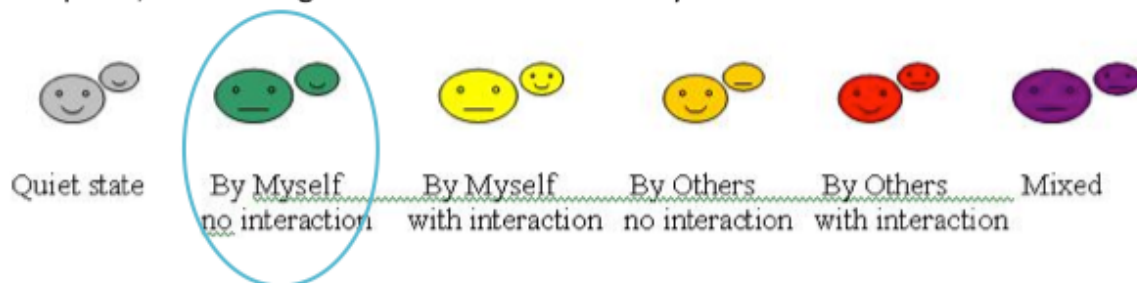 Quiet state By Myself By Myself By Others By Others Mixed
no interaction with interaction no interaction with interaction